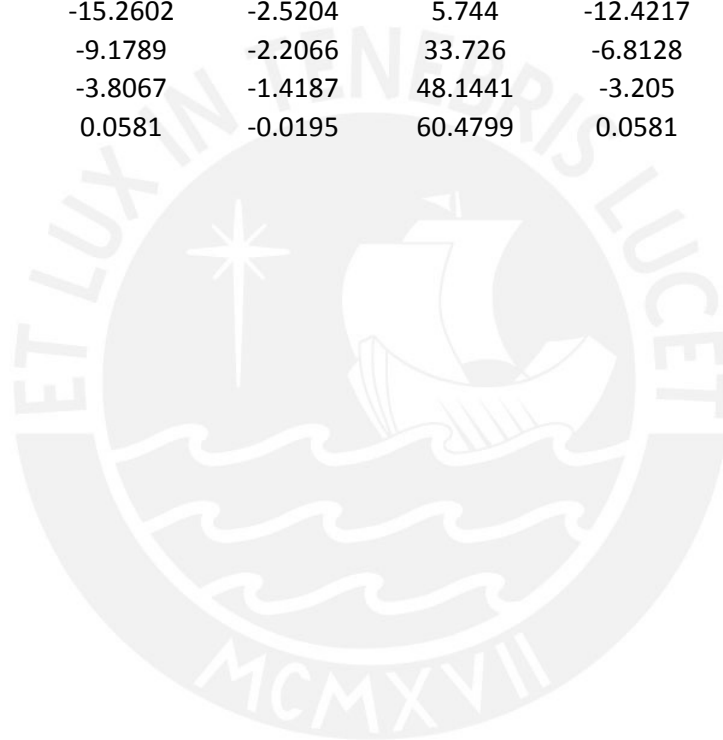 -15.2602 -2.5204 5.744 -12.4217
-9.1789 -2.2066 33.726 -6.8128
-3.8067 -1.4187 48.1441 -3.205
0.0581 -0.0195 60.4799 0.0581
ET LUX IN TENEBRIS LUCET
MCMXVII